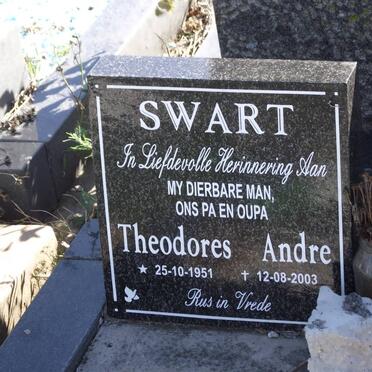 SWART
In Liefdevolle Herinnering Aan
MY DIERBARE MAN,
ONS PA EN OUPA
Theodores Andre
★ 25-10-1951 ✝ 12-08-2003
Rus in Vrede